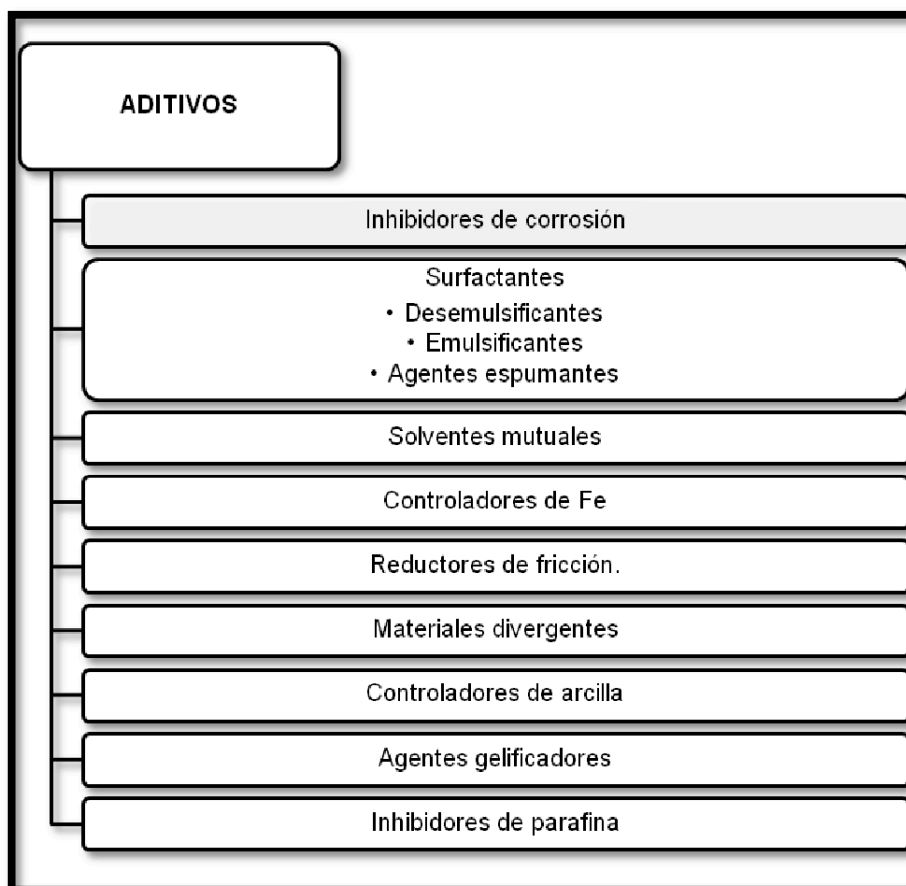 ADITIVOS
Inhibidores de corrosión
Surfactantes
• Desemulsificantes
• Emulsificantes
• Agentes espumantes
Solventes mutuales
Controladores de Fe
Reductores de fricción.
Materiales divergentes
Controladores de arcilla
Agentes gelificadores
Inhibidores de parafina